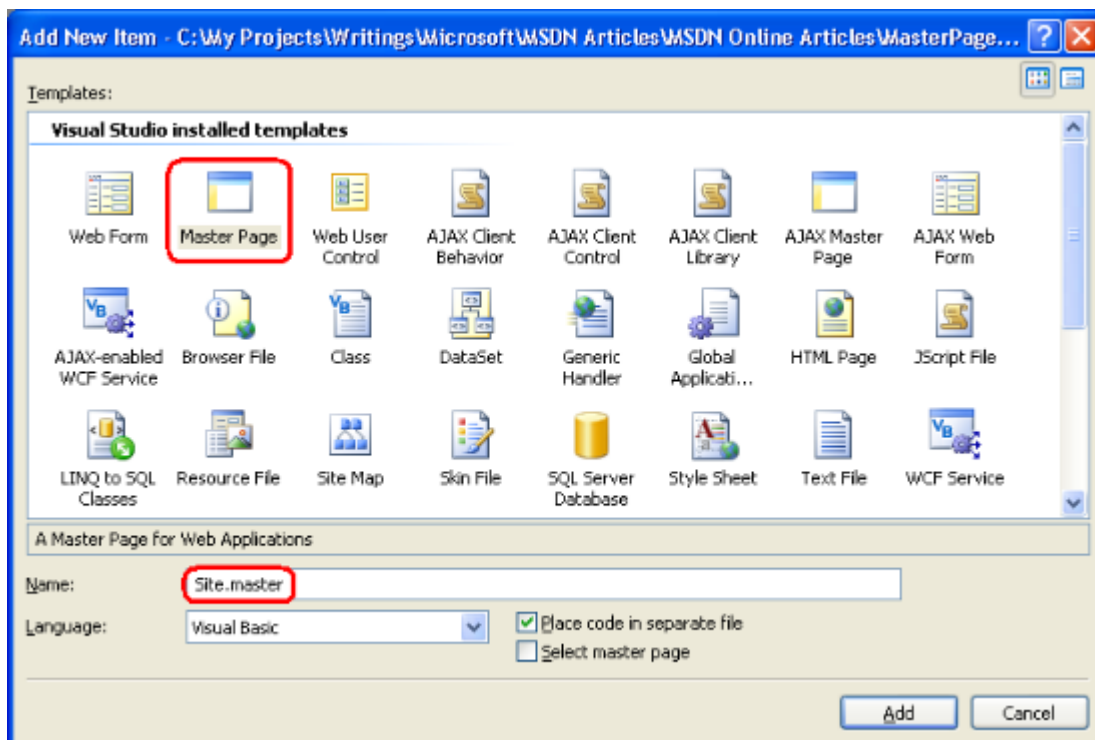 Add New Item - C:\My Projects\Writings\Microsoft\MSDN Articles\MSDN Online Articles\MasterPage...
Templates:
Visual Studio installed templates
Web Form
Master Page
Web User
Control
AJAX Client
Behavior
AJAX Client
Control
AJAX Client
Library
AJAX Master
Page
AJAX Web
Form
AJAX-enabled
WCF Service
Browser File
Class
DataSet
Generic
Handler
Global
Applicati...
HTML Page
JScript File
LINQ to SQL
Classes
Resource File
Site Map
Skin File
SQL Server
Database
Style Sheet
Text File
WCF Service
A Master Page for Web Applications
Name:
Site.master
Language:
Visual Basic
Place code in separate file
Select master page
Add
Cancel